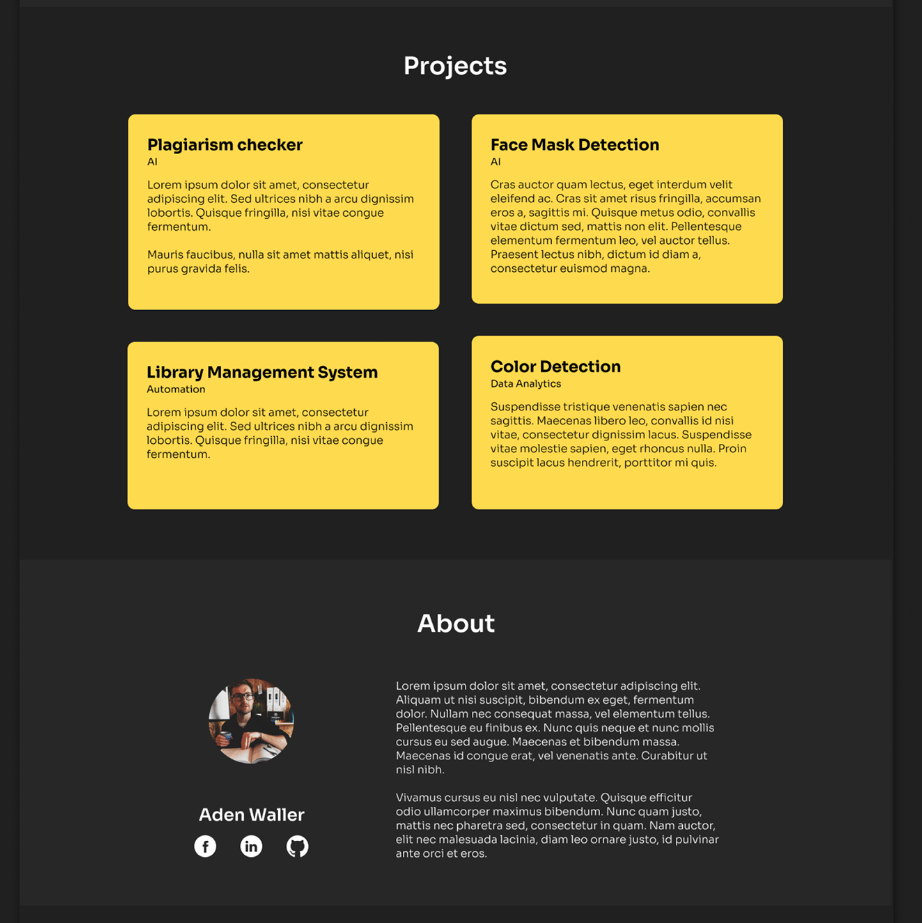 Projects
Plagiarism checker
AI
Lorem ipsum dolor sit amet, consectetur
adipiscing elit. Sed ultrices nibh a arcu dignissim
lobortis. Quisque fringilla, nisi vitae congue
fermentum.
Mauris faucibus, nulla sit amet mattis aliquet, nisi
purus gravida felis.
Face Mask Detection
AI
Cras auctor quam lectus, eget interdum velit
eleifend ac. Cras sit amet risus fringilla, accumsan
eros a, sagittis mi. Quisque metus odio, convallis
vitae dictum sed, mattis non elit. Pellentesque
elementum fermentum leo, vel auctor tellus.
Praesent lectus nibh, dictum id diam a,
consectetur euismod magna.
Library Management System
Automation
Lorem ipsum dolor sit amet, consectetur
adipiscing elit. Sed ultrices nibh a arcu dignissim
lobortis. Quisque fringilla, nisi vitae congue
fermentum.
Color Detection
Data Analytics
Suspendisse tristique venenatis sapien nec
sagittis. Maecenas libero leo, convallis id nisi
vitae, consectetur dignissim lacus. Suspendisse
vitae molestie sapien, eget rhoncus nulla. Proin
suscipit lacus hendrerit, porttitor mi quis.
About
Aden Waller
f
in
Lorem ipsum dolor sit amet, consectetur adipiscing elit.
Aliquam ut nisi suscipit, bibendum ex eget, fermentum
dolor. Nullam nec consequat massa, vel elementum tellus.
Pellentesque eu finibus ex. Nunc quis neque et nunc mollis
cursus eu sed augue. Maecenas et bibendum massa.
Maecenas id congue erat, vel venenatis ante. Curabitur ut
nisl nibh.
Vivamus cursus eu nisl nec vulputate. Quisque efficitur
odio ullamcorper maximus bibendum. Nunc quam justo,
mattis nec pharetra sed, consectetur in quam. Nam auctor,
elit nec malesuada lacinia, diam leo ornare justo, id pulvinar
ante orci et eros.